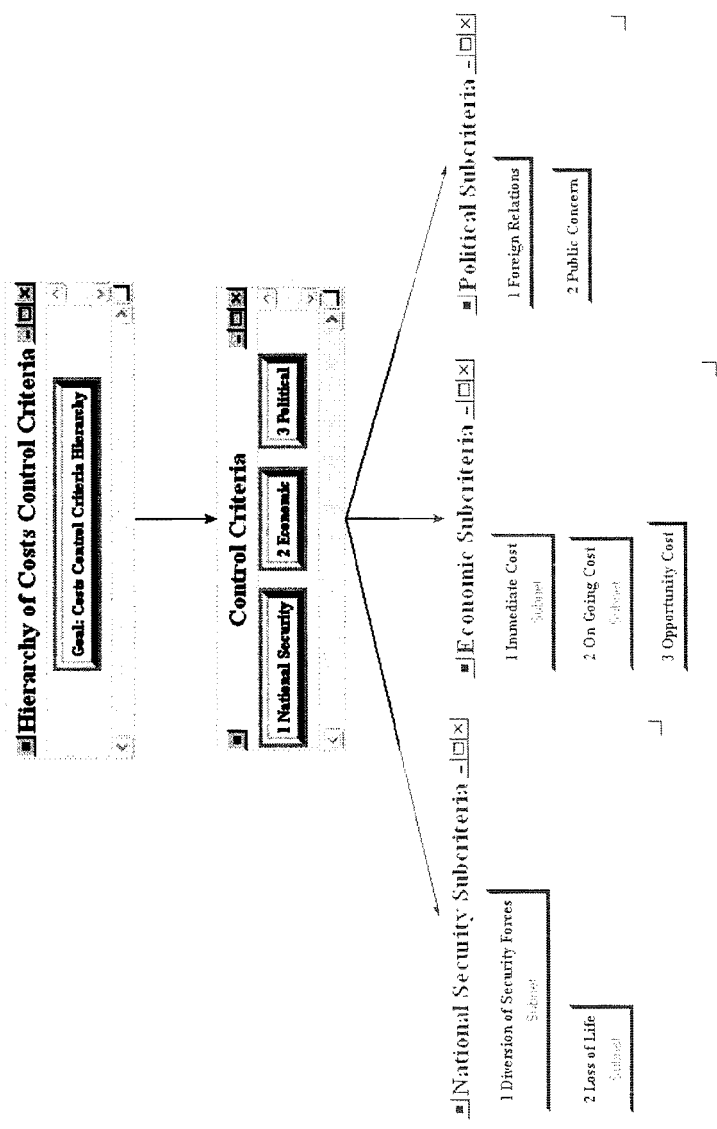 Hierarchy of Costs Control Criteria
Goal: Costs Control Criteria Hierarchy
Control Criteria
1 National Security
2 Economic
3 Political
National Security Subcriteria
1 Diversion of Security Forces
Subnet
2 Loss of Life
Subnet
Economic Subcriteria
1 Immediate Cost
Subnet
2 On Going Cost
Subnet
3 Opportunity Cost
Political Subcriteria
1 Foreign Relations
2 Public Concern